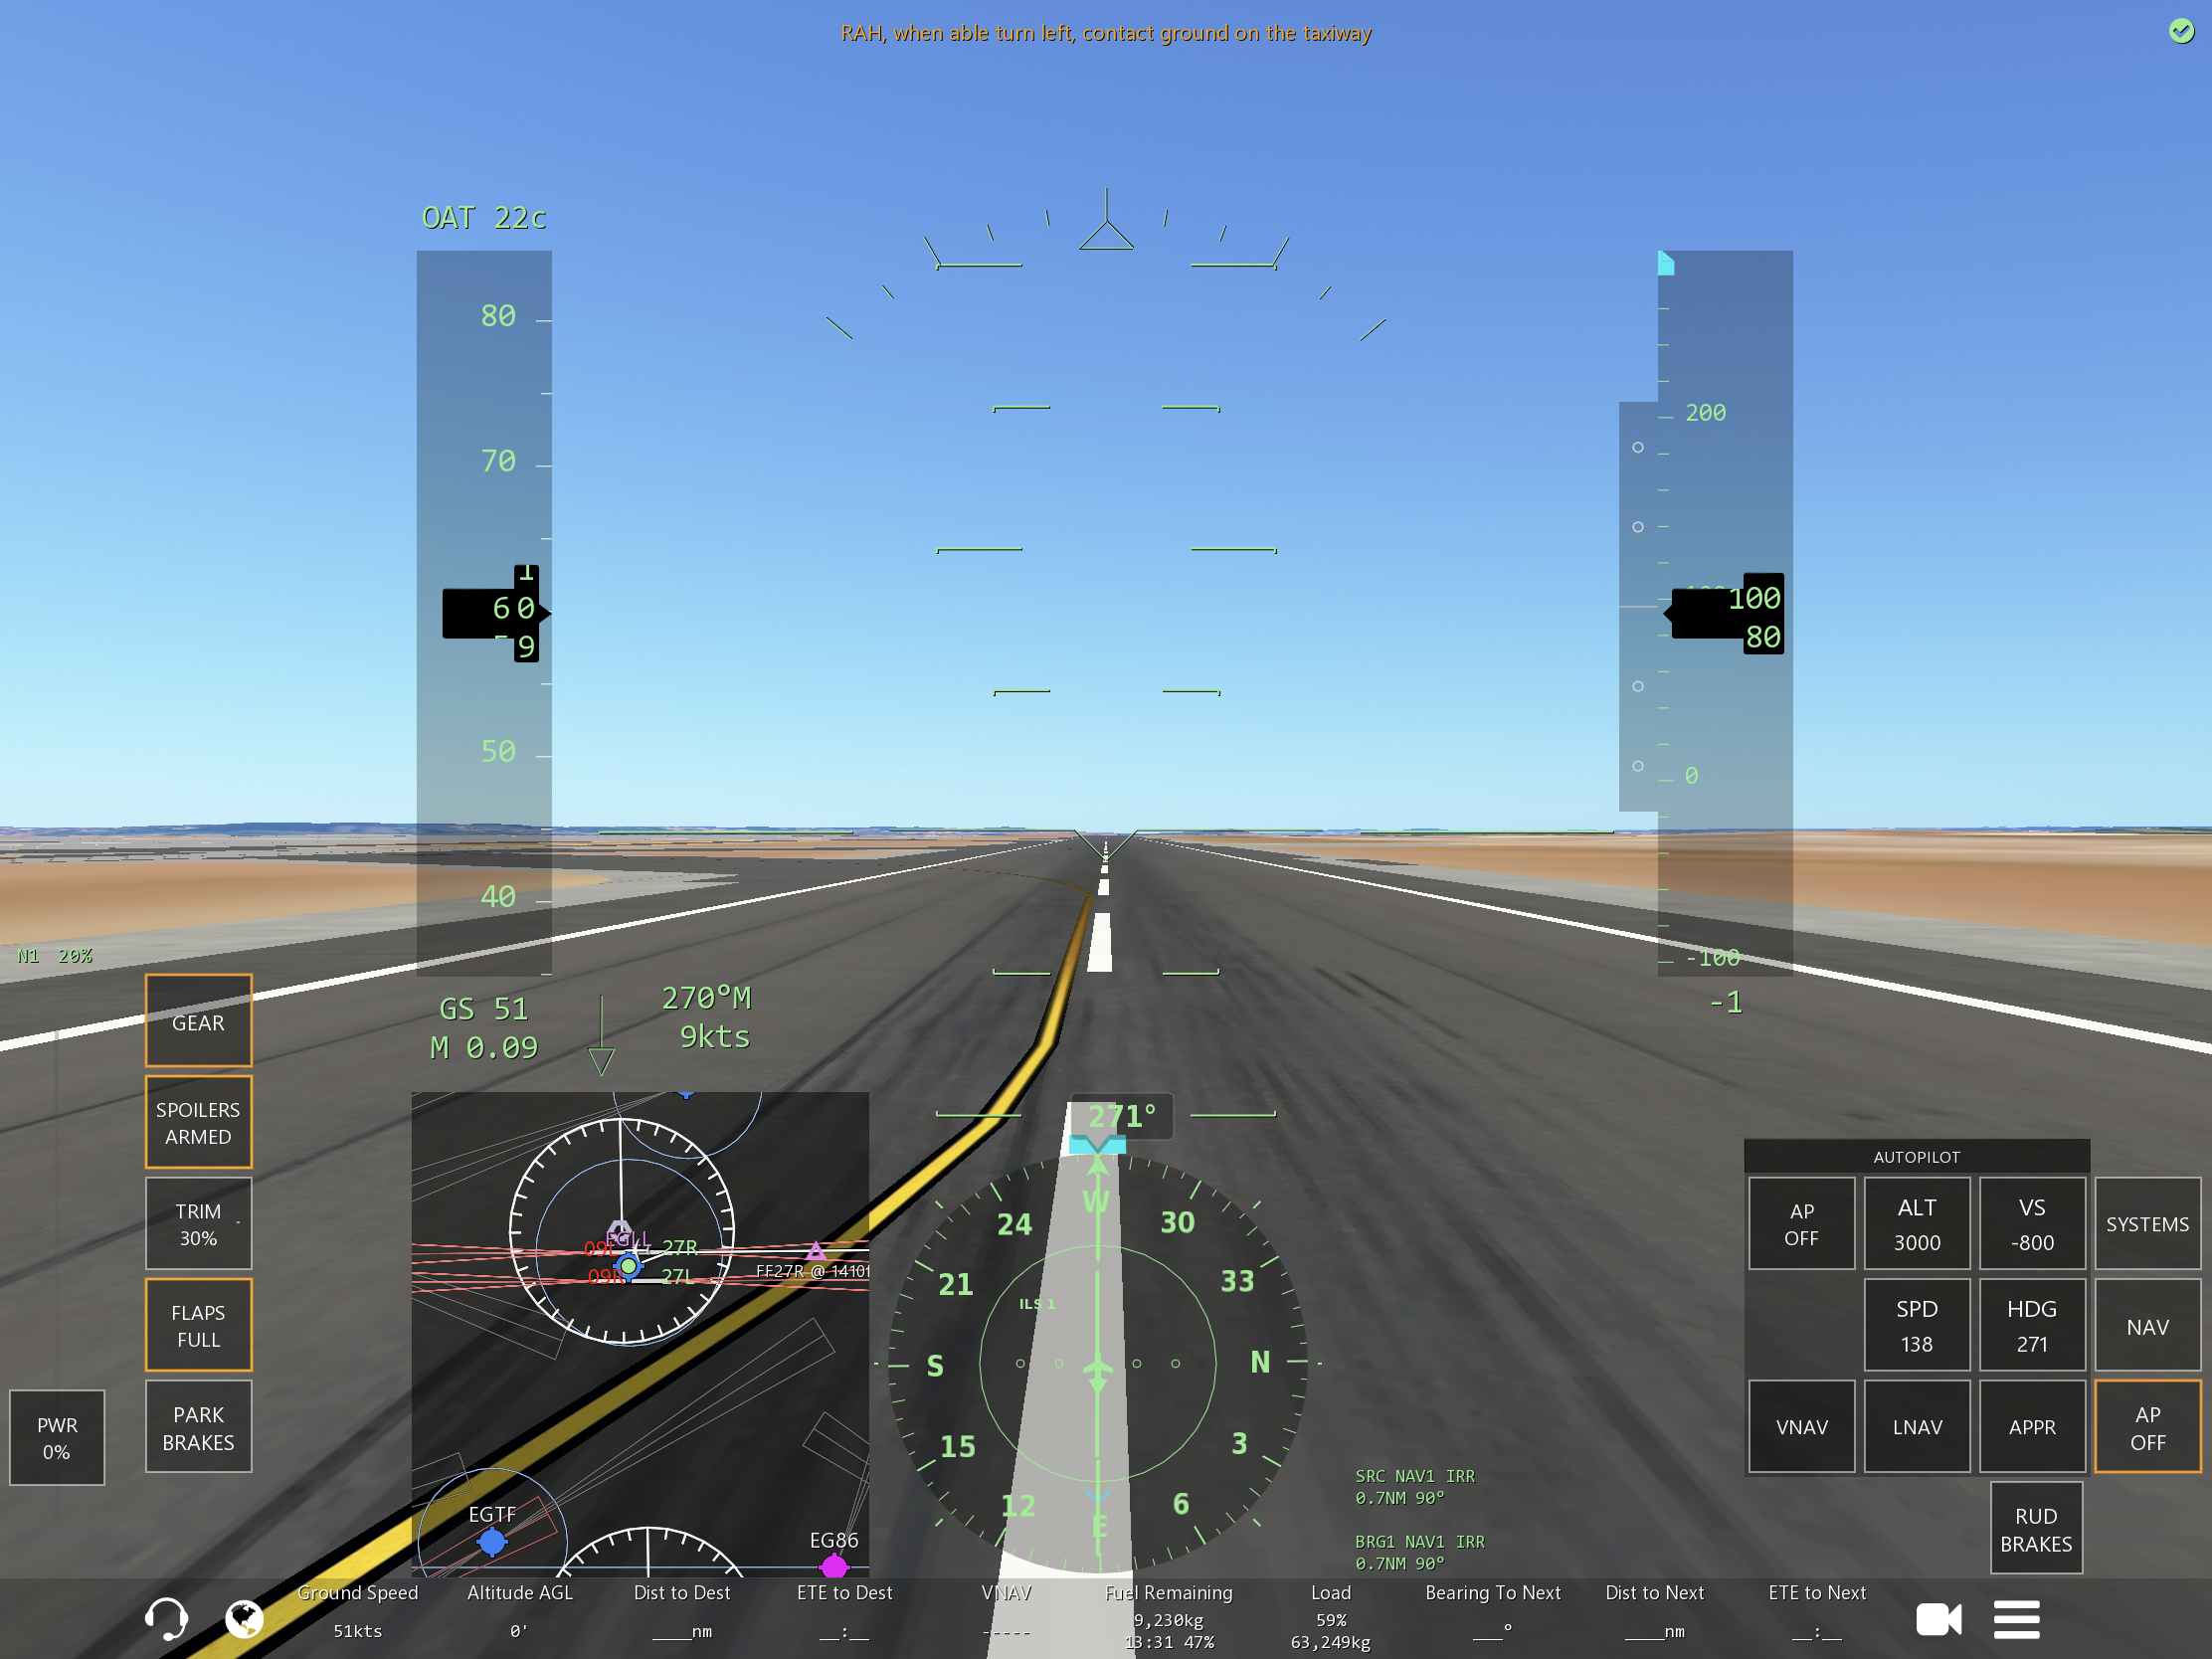 RAH, when able turn left, contact ground on the taxiway
OAT 22c
80
70
1
60
9
50
40
200
100
80
0
-100
-1
N1 20%
GS 51
M 0.09
270°M
9kts
GEAR
SPOILERS
ARMED
TRIM
30%
FLAPS
FULL
PARK
BRAKES
PWR
0%
EGLL
27R
09R
27L
FF27R @ 1410f
EGTF
EG86
271°
W
30
33
N
3
6
E
12
15
S
21
24
ILS 1
SRC NAV1 IRR
0.7NM 90°
BRG1 NAV1 IRR
0.7NM 90°
AUTOPILOT
AP
OFF
ALT
3000
VS
-800
SYSTEMS
SPD
138
HDG
271
NAV
VNAV
LNAV
APPR
AP
OFF
RUD
BRAKES
Ground Speed
51kts
Altitude AGL
0'
Dist to Dest
___nm
ETE to Dest
__:__
VNAV
-----
Fuel Remaining
9,230kg
13:31 47%
Load
59%
63,249kg
Bearing To Next
___°
Dist to Next
___nm
ETE to Next
__:__